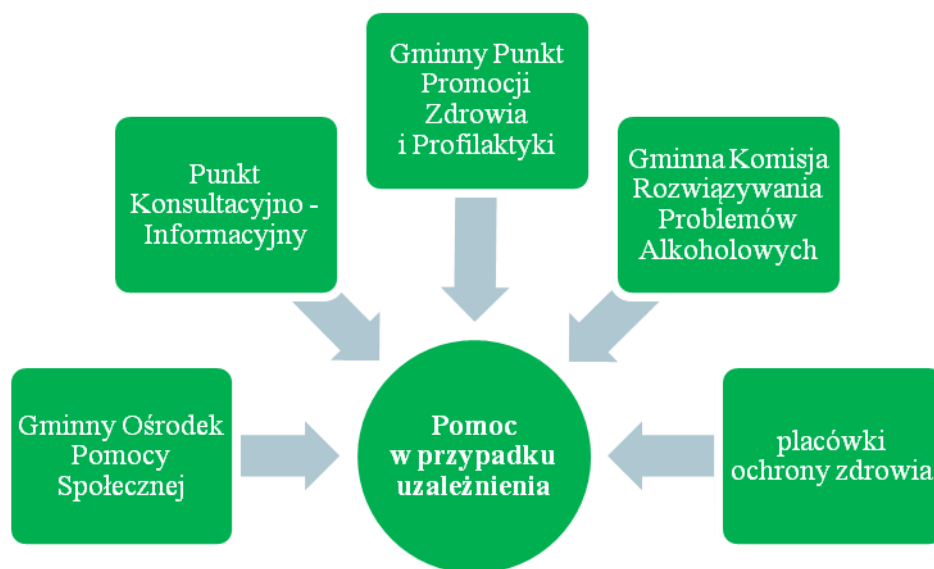 Gminny Punkt
Promocji
Zdrowia
i Profilaktyki
Punkt
Konsultacyjno -
Informacyjny
Gminna Komisja
Rozwiązywania
Problemów
Alkoholowych
Gminny Ośrodek
Pomocy
Społecznej
Pomoc
w przypadku
uzależnienia
placówki
ochrony zdrowia